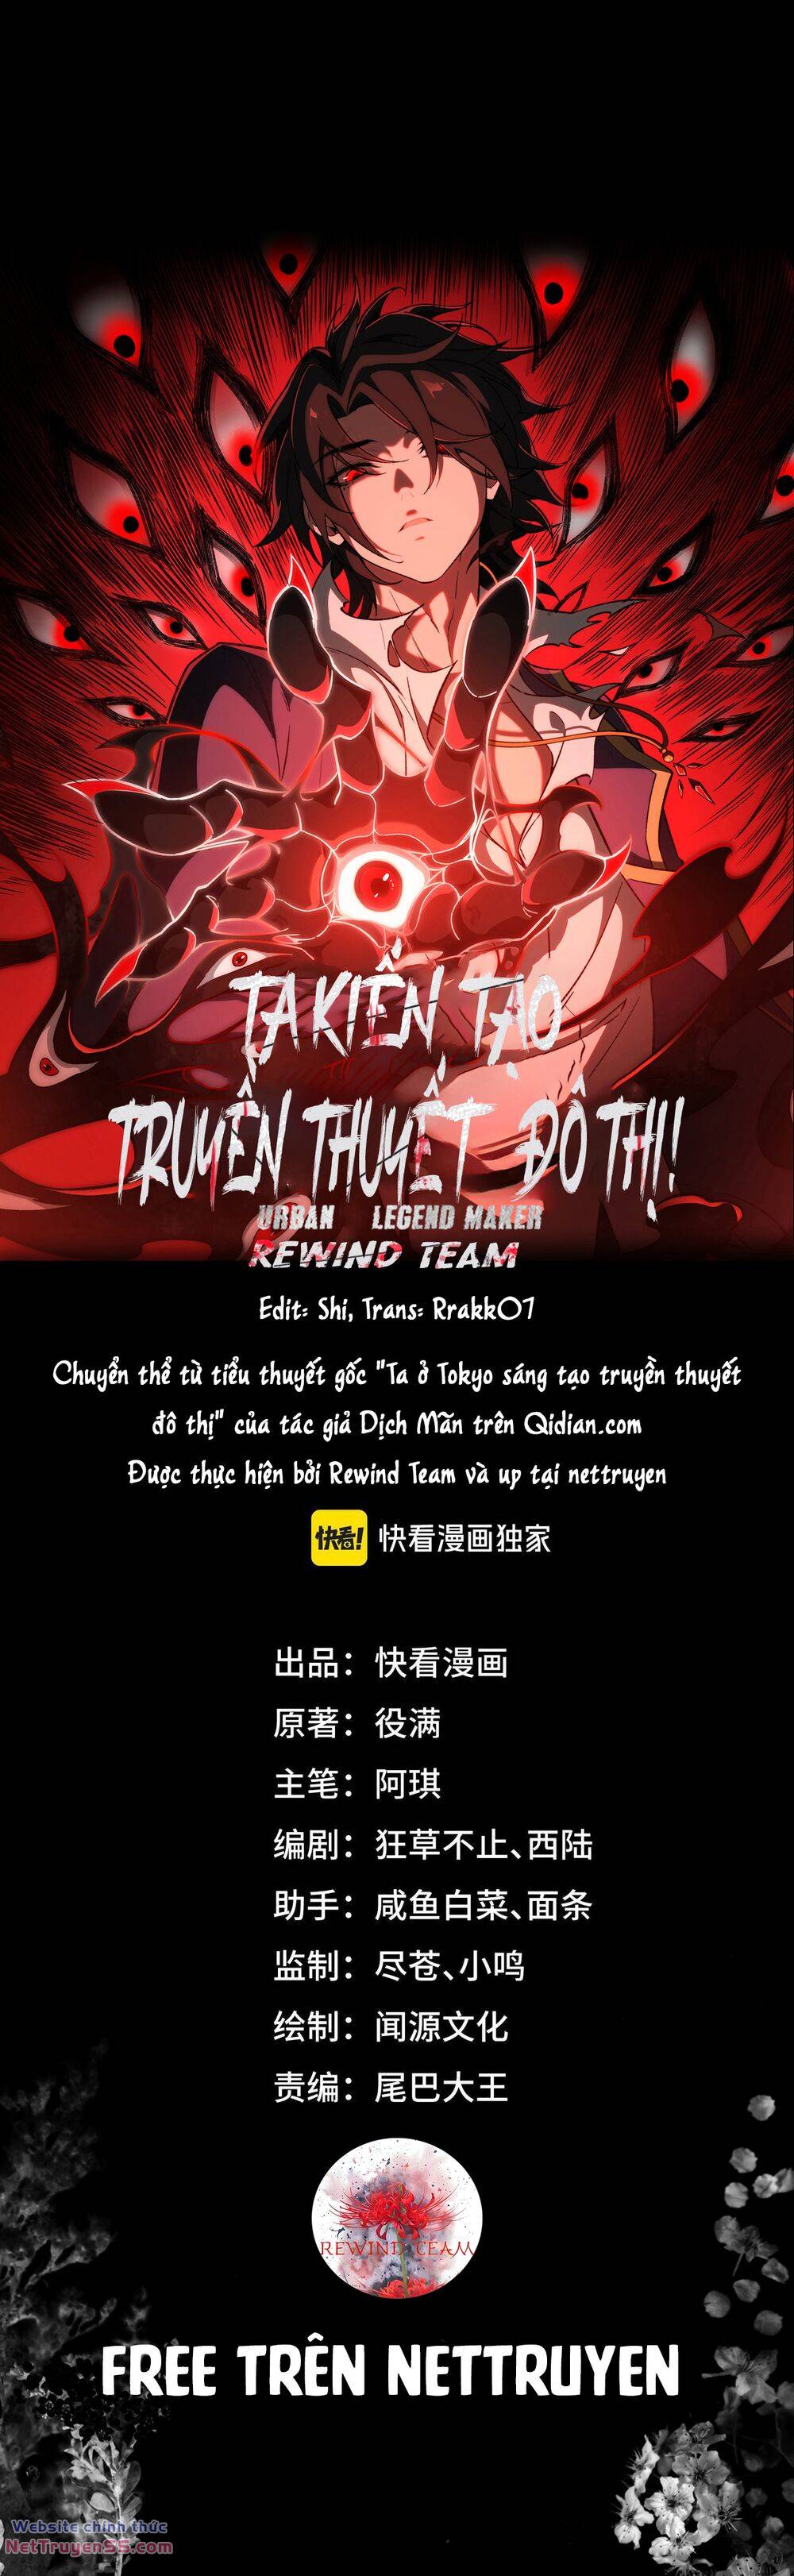 TA KIẾN TẠO
TRUYỀN THUYẾT ĐÔ THỊ!
URBAN LEGEND MAKER
REWIND TEAM
Edit: Shi, Trans: Rrakk01
Chuyển thể từ tiểu thuyết gốc "Ta ở Tokyo sáng tạo truyền thuyết
đô thị" của tác giả Dịch Mãn trên Qidian.com
Được thực hiện bởi Rewind Team và up tại nettruyen
快看! 快看漫画独家
出品：快看漫画
原著：役满
主笔：阿琪
编剧：狂草不止、西陆
助手：咸鱼白菜、面条
监制：尽苍、小鸣
绘制：闻源文化
责编：尾巴大王
REWIND TEAM
FREE TRÊN NETTRUYEN
Website chính thức
NetTruyenSS.com